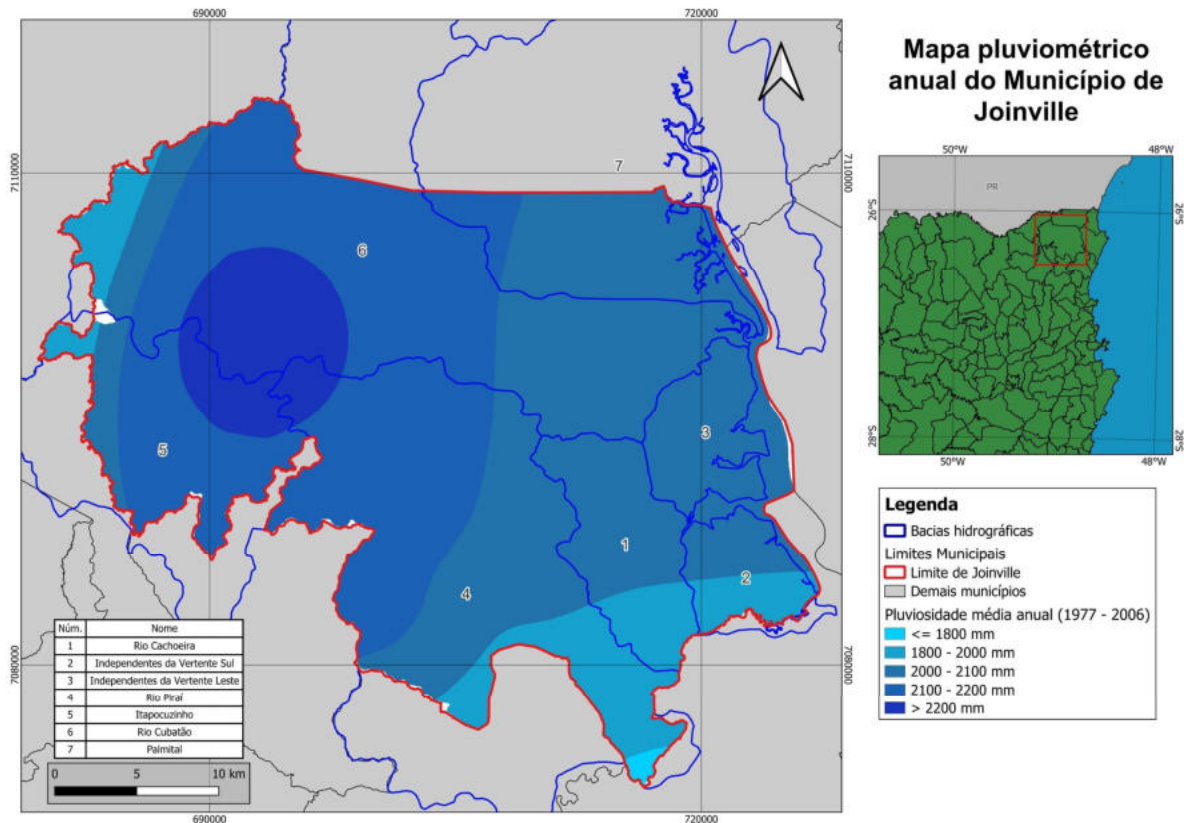 Mapa pluviométrico
anual do Município de
Joinville
690000
720000
7110000
7110000
7080000
7080000
690000
720000
7
6
3
5
1
2
4
Núm. Nome
1 Rio Cachoeira
2 Independentes da Vertente Sul
3 Independentes da Vertente Leste
4 Rio Piraí
5 Itapocuzinho
6 Rio Cubatão
7 Palmital
0 5 10 km
50°W 48°W
PR
26°S 26°S
28°S 28°S
50°W 48°W
Legenda
Bacias hidrográficas
Limites Municipais
Limite de Joinville
Demais municípios
Pluviosidade média anual (1977 - 2006)
<= 1800 mm
1800 - 2000 mm
2000 - 2100 mm
2100 - 2200 mm
> 2200 mm